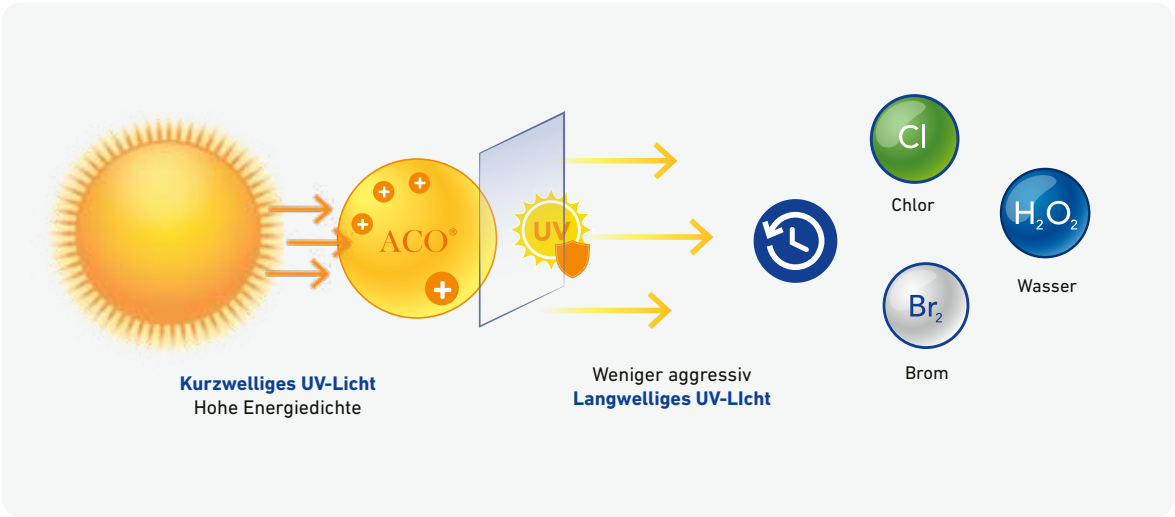 ACO®
UV
Kurzwelliges UV-Licht
Hohe Energiedichte
Weniger aggressiv
Langwelliges UV-LIcht
Cl
Chlor
H₂O₂
Wasser
Br₂
Brom